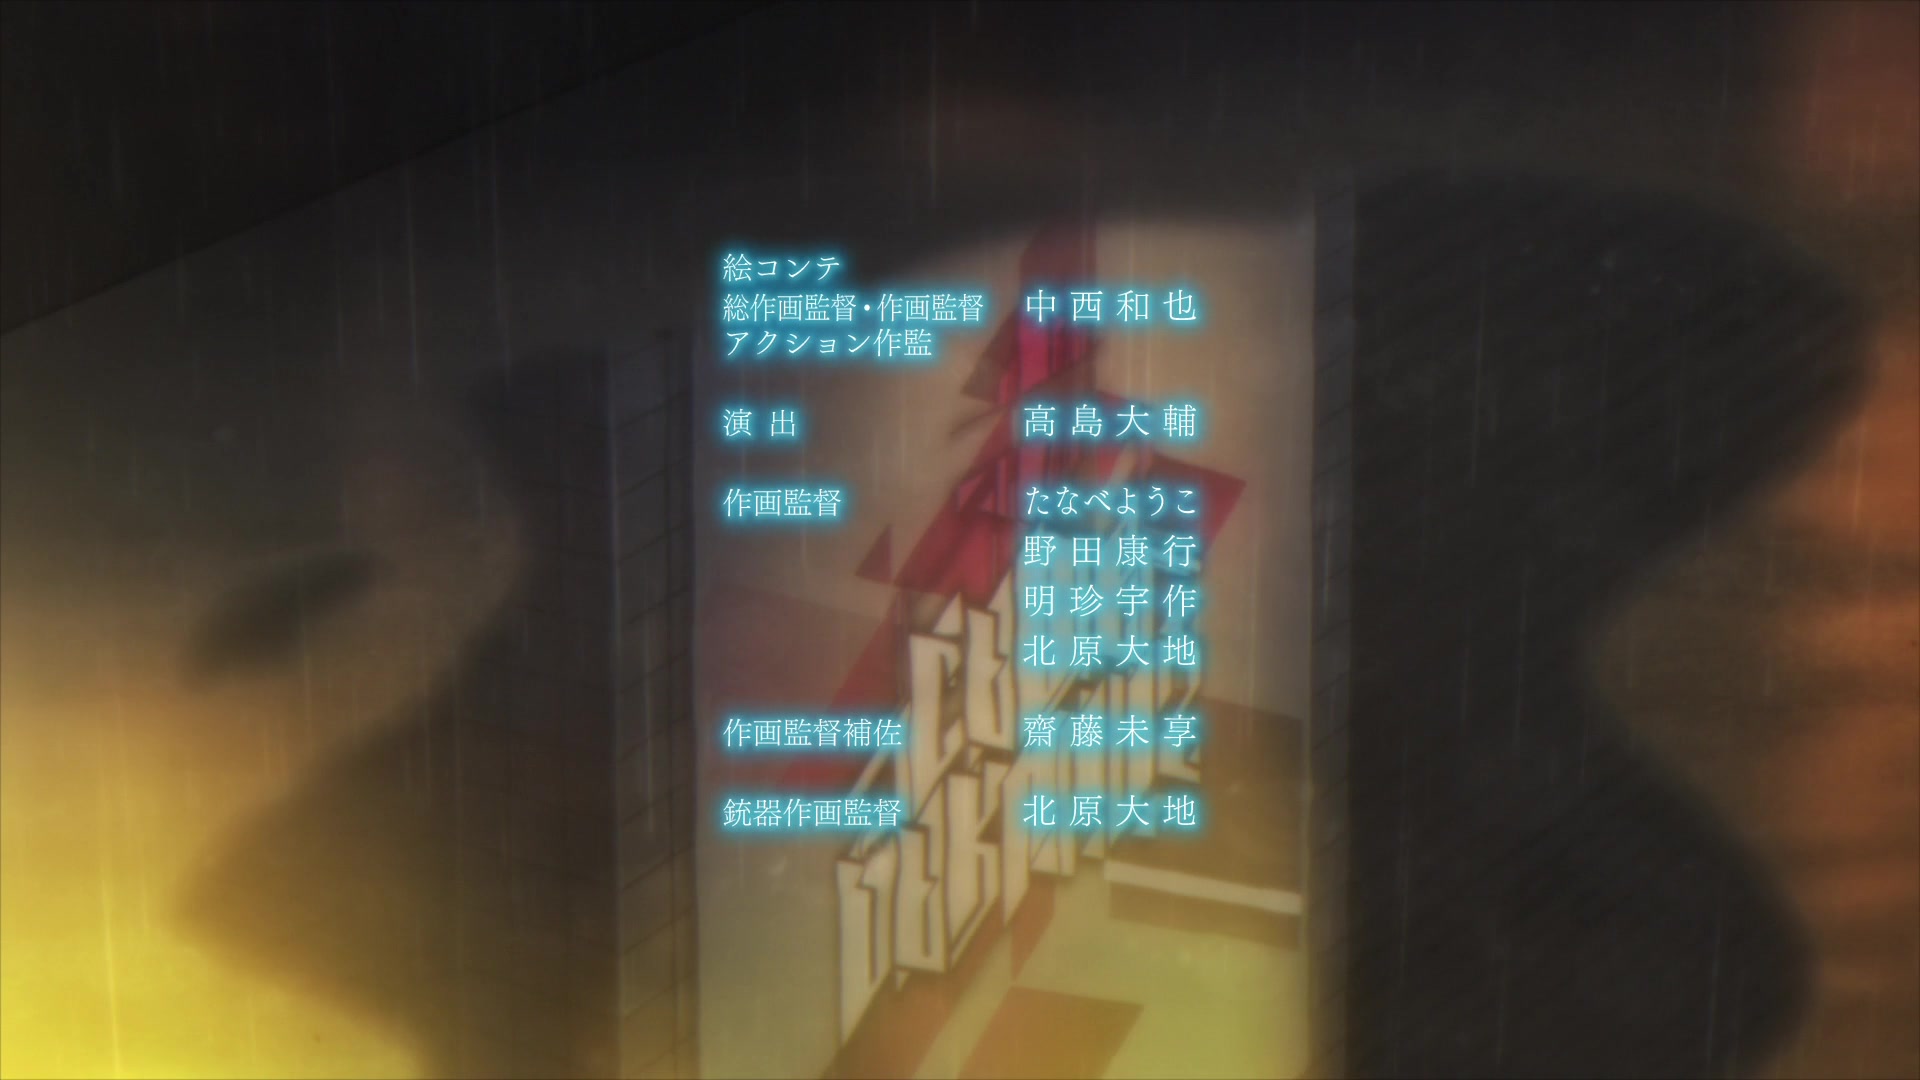 絵コンテ
総作画監督・作画監督 中西和也
アクション作監
演出 高島大輔
作画監督 たなべようこ
野田康行
明珍宇作
北原大地
作画監督補佐 齋藤未享
銃器作画監督 北原大地